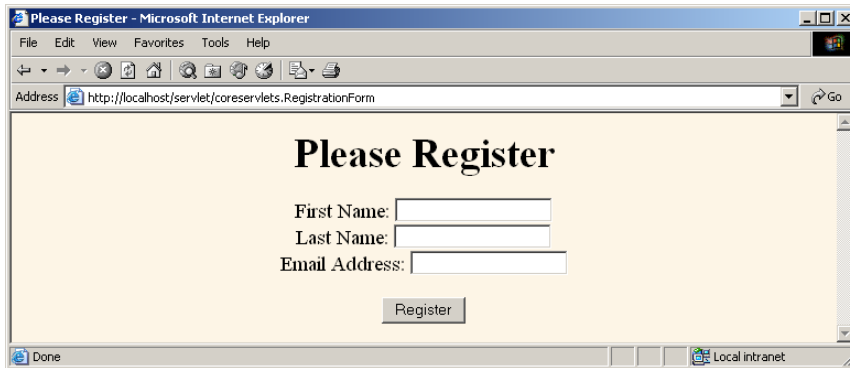 Please Register - Microsoft Internet Explorer
File Edit View Favorites Tools Help
Address http://localhost/servlet/coreservlets.RegistrationForm Go
Please Register
First Name:
Last Name:
Email Address:
Register
Done Local intranet